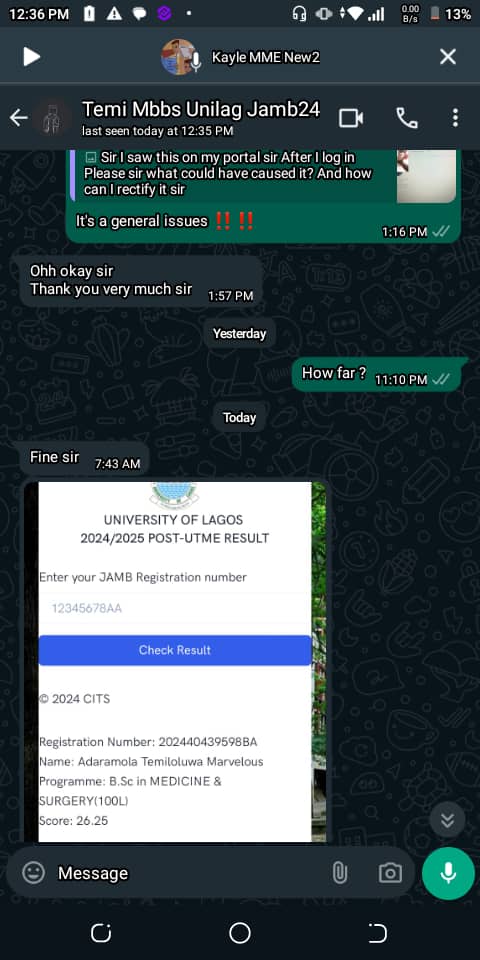 12:36 PM
0.00
B/s
13%
Kayle MME New2
Temi Mbbs Unilag Jamb24
last seen today at 12:35 PM
Sir I saw this on my portal sir After I log in
Please sir what could have caused it? And how
can I rectify it sir
It's a general issues ‼️ ‼️
1:16 PM
Ohh okay sir
Thank you very much sir
1:57 PM
Yesterday
How far ?
11:10 PM
Today
Fine sir
7:43 AM
UNIVERSITY OF LAGOS
2024/2025 POST-UTME RESULT
Enter your JAMB Registration number
12345678AA
Check Result
© 2024 CITS
Registration Number: 202440439598BA
Name: Adaramola Temiloluwa Marvelous
Programme: B.Sc in MEDICINE &
SURGERY(100L)
Score: 26.25
Message